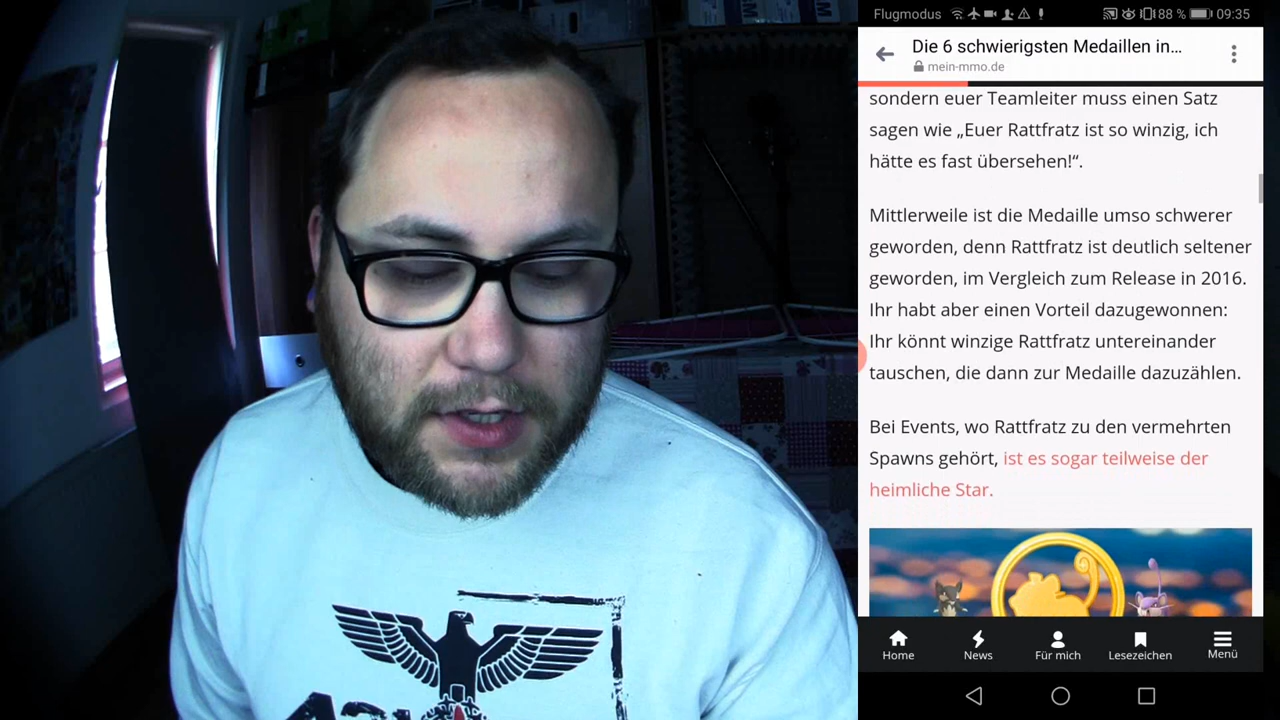 Flugmodus 88 % 09:35
Die 6 schwierigsten Medaillen in…
mein-mmo.de
sondern euer Teamleiter muss einen Satz
sagen wie „Euer Rattfratz ist so winzig, ich
hätte es fast übersehen!“.
Mittlerweile ist die Medaille umso schwerer
geworden, denn Rattfratz ist deutlich seltener
geworden, im Vergleich zum Release in 2016.
Ihr habt aber einen Vorteil dazugewonnen:
Ihr könnt winzige Rattfratz untereinander
tauschen, die dann zur Medaille dazuzählen.
Bei Events, wo Rattfratz zu den vermehrten
Spawns gehört, ist es sogar teilweise der
heimliche Star.
Home News Für mich Lesezeichen Menü